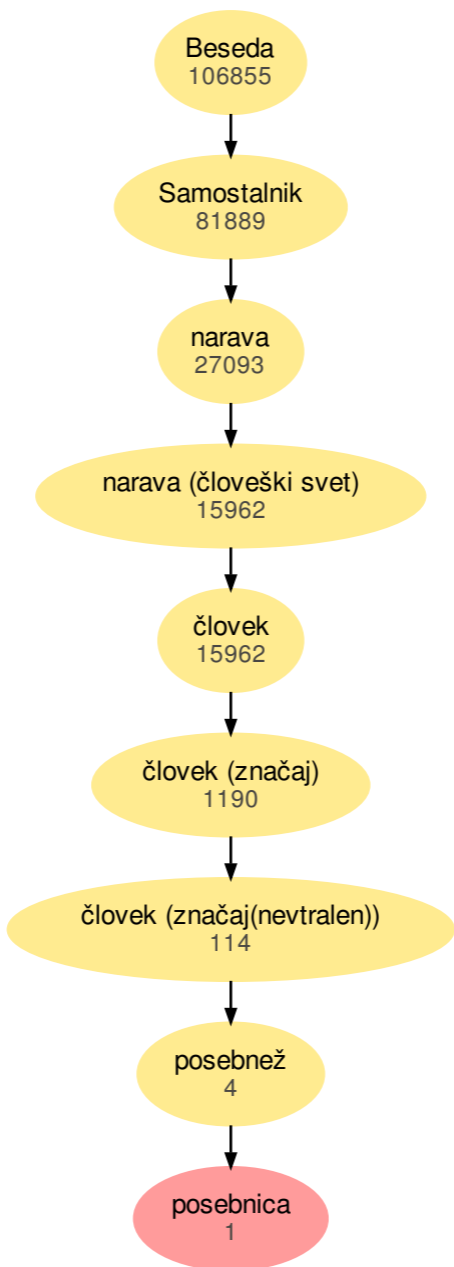 Beseda
106855
Samostalnik
81889
narava
27093
narava (človeški svet)
15962
človek
15962
človek (značaj)
1190
človek (značaj(nevtralen))
114
posebnež
4
posebnica
1